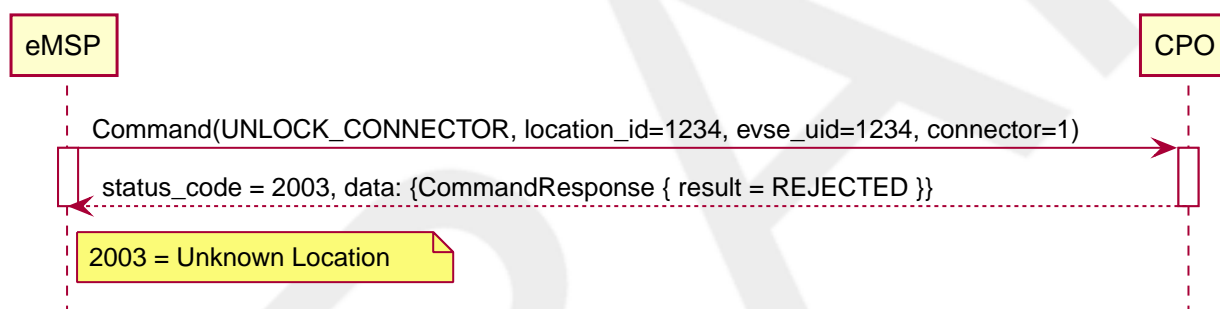 eMSP
CPO
Command(UNLOCK_CONNECTOR, location_id=1234, evse_uid=1234, connector=1)
status_code = 2003, data: {CommandResponse { result = REJECTED }}
2003 = Unknown Location